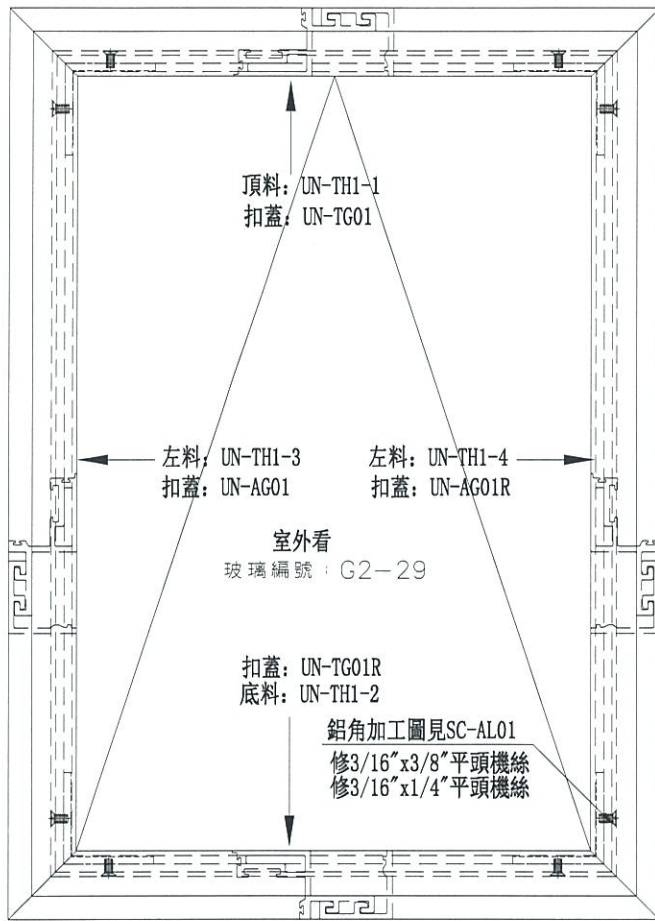 頂料: UN-TH1-1
扣蓋: UN-TG01
左料: UN-TH1-3
扣蓋: UN-AG01
左料: UN-TH1-4
扣蓋: UN-AG01R
室外看
玻璃編號：G2-29
扣蓋: UN-TG01R
底料: UN-TH1-2
鋁角加工圖見SC-AL01
修3/16"x3/8"平頭機絲
修3/16"x1/4"平頭機絲